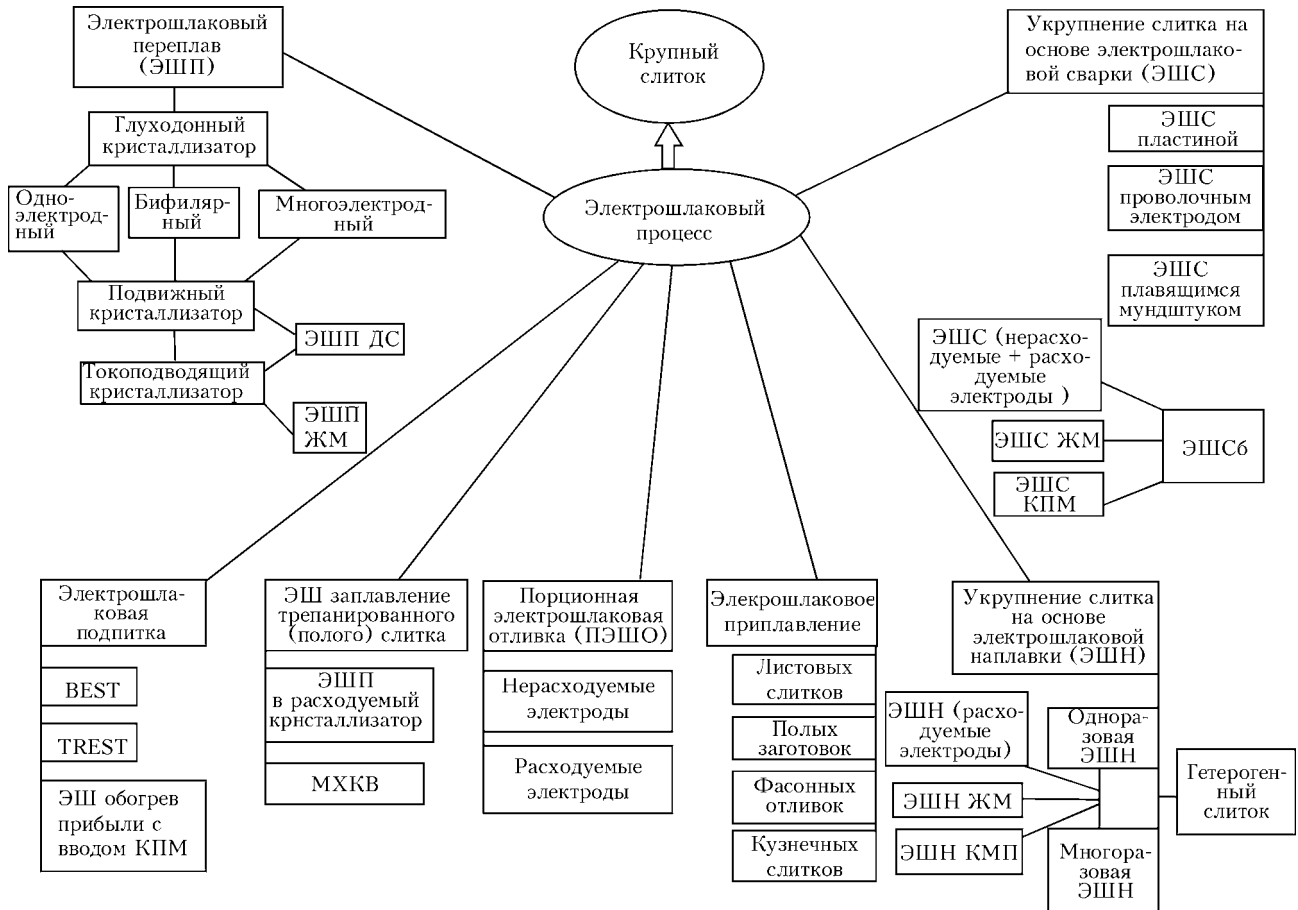 Электрошлаковый
переплав
(ЭШП)
Глуходонный
кристаллизатор
Одно-
электрод-
ный
Бифиляр-
ный
Многоэлектрод-
ный
Подвижный
кристаллизатор
ЭШП ДС
Токоподводящий
кристаллизатор
ЭШП
ЖМ
Крупный
слиток
Электрошлаковый
процесс
Укрупнение слитка на
основе электрошлако-
вой сварки (ЭШС)
ЭШС
пластиной
ЭШС
проволочным
электродом
ЭШС
плавящимся
мундштуком
ЭШС (нерасхо-
дуемые + расхо-
дуемые
электроды )
ЭШС ЖМ
ЭШС
КПМ
ЭШСб
Электрошла-
ковая
подпитка
BEST
TREST
ЭШ обогрев
прибыли с
вводом КПМ
ЭШ заплавление
трепанированного
(полого) слитка
ЭШП
в расходуемый
крнсталлизатор
МХКВ
Порционная
электрошлаковая
отливка (ПЭШО)
Нерасходуемые
электроды
Расходуемые
электроды
Элекрошлаковое
приплавление
Листовых
слитков
Полых
заготовок
Фасонных
отливок
Кузнечных
слитков
Укрупнение слитка
на основе
электрошлаковой
наплавки (ЭШН)
ЭШН (расхо-
дуемые
электроды)
ЭШН ЖМ
ЭШН КМП
Однора-
зовая
ЭШН
Многора-
зовая
ЭШН
Гетероген-
ный
слиток